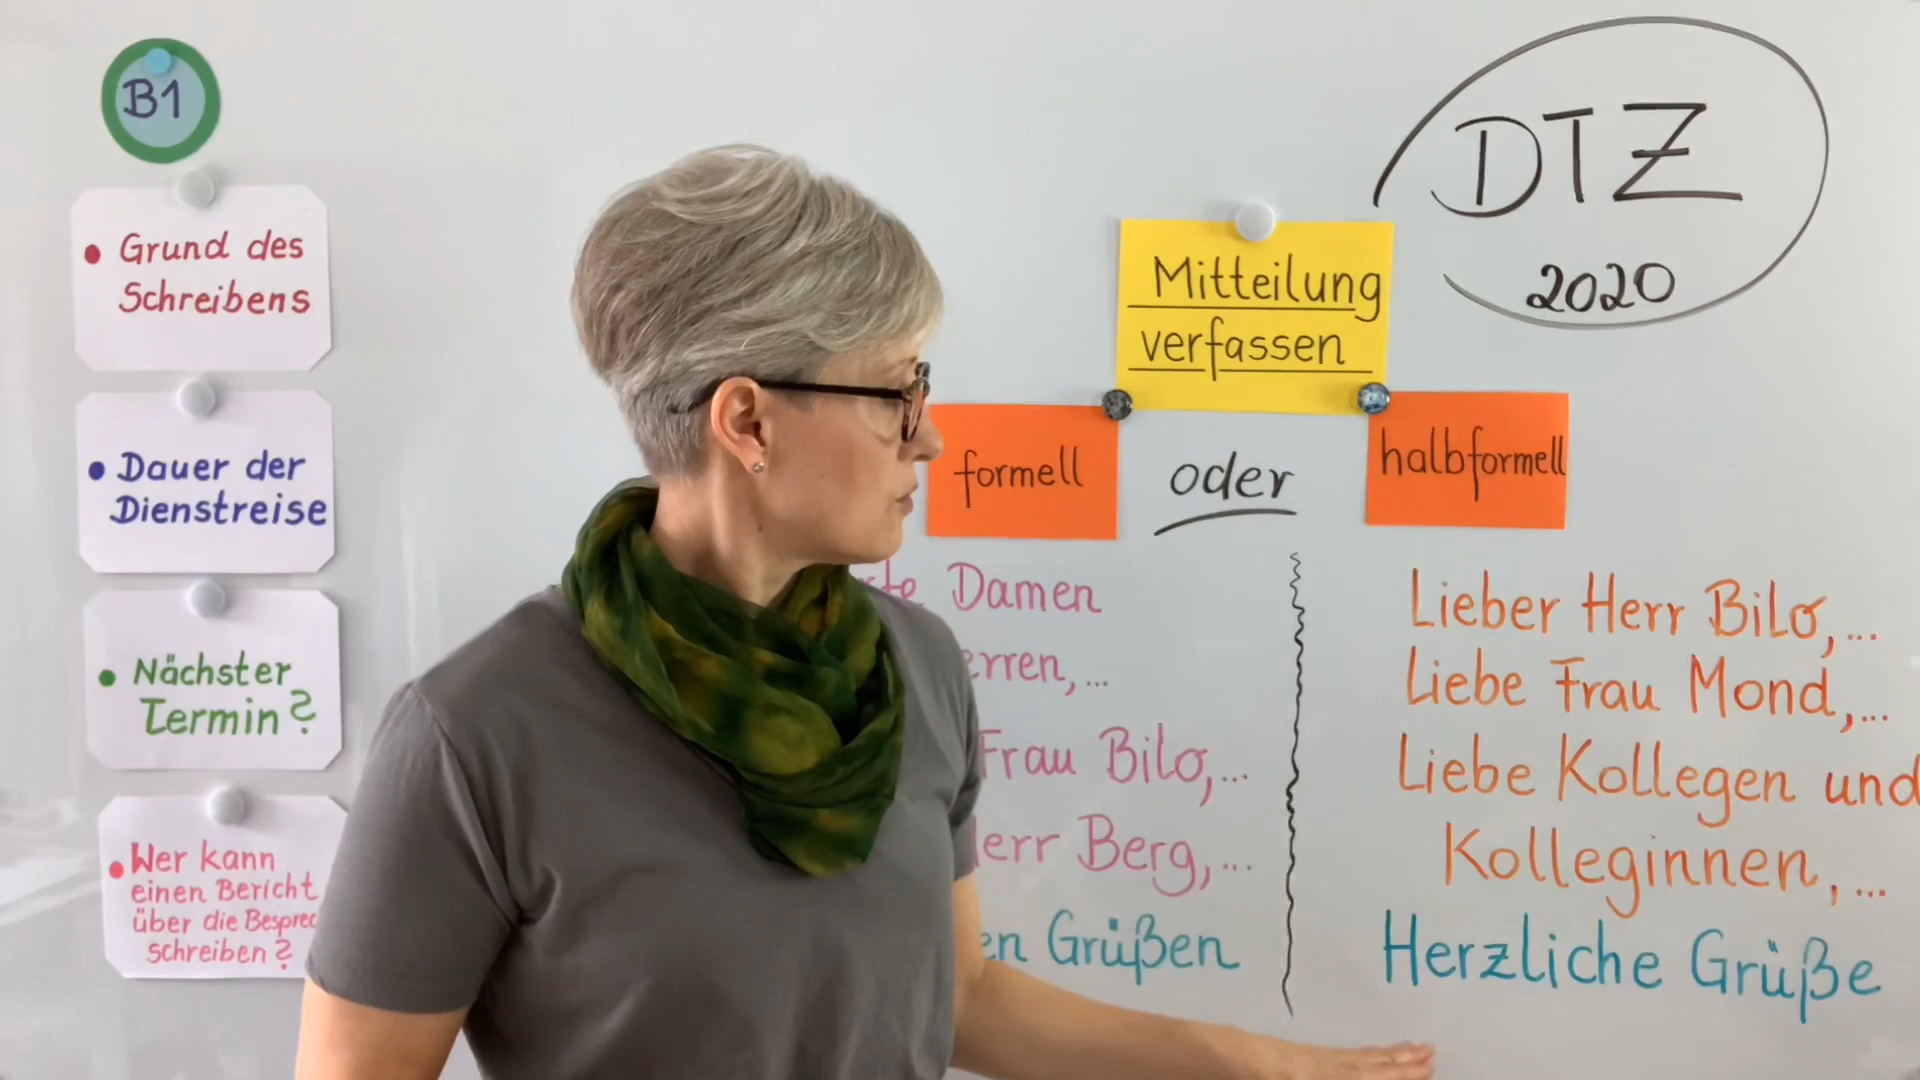 B1
• Grund des
Schreibens
• Dauer der
Dienstreise
• Nächster
Termin?
• Wer kann
einen Bericht
über die
schreiben?
DTZ
2020
Mitteilung
verfassen
formell
oder
halbformell
Damen
Frau Bilo,...
Berg,...
Grüßen
Lieber Herr Bilo,...
Liebe Frau Mond,...
Liebe Kollegen und
Kolleginnen,...
Herzliche Grüße